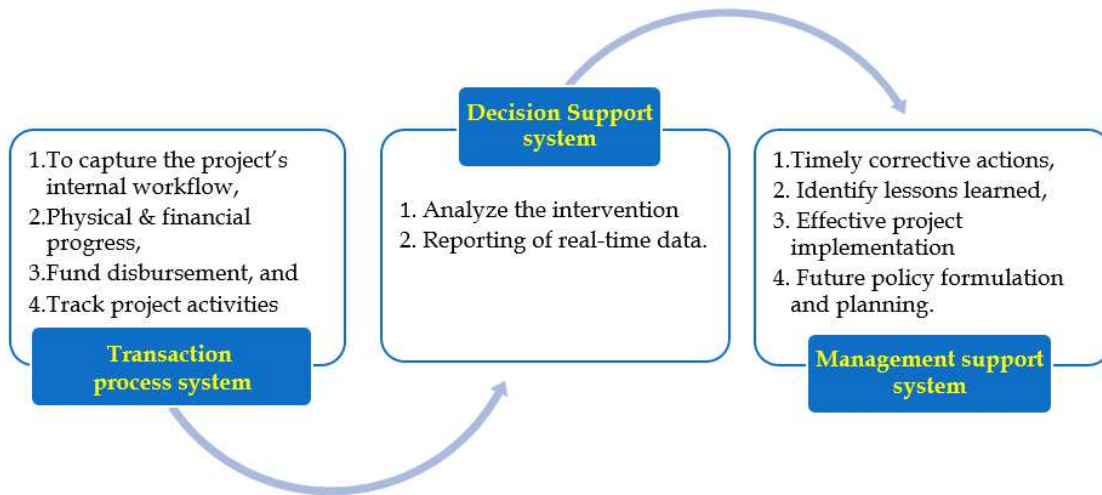 1.To capture the project’s
internal workflow,
2.Physical & financial
progress,
3.Fund disbursement, and
4.Track project activities
Transaction
process system
Decision Support
system
1. Analyze the intervention
2. Reporting of real-time data.
1.Timely corrective actions,
2. Identify lessons learned,
3. Effective project
implementation
4. Future policy formulation
and planning.
Management support
system